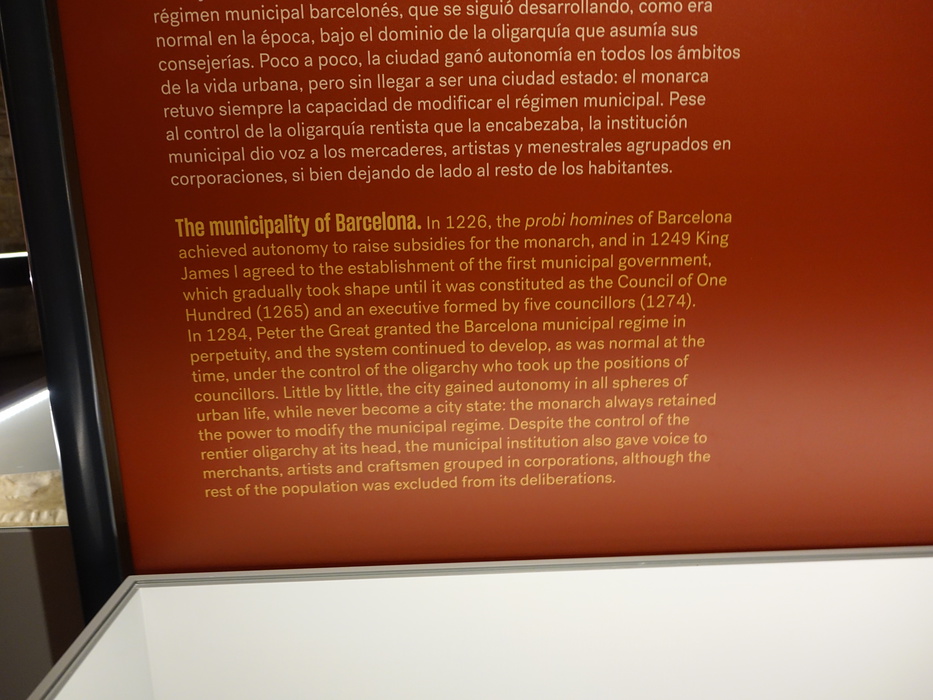 régimen municipal barcelonés, que se siguió desarrollando, como era
normal en la época, bajo el dominio de la oligarquía que asumía sus
consejerías. Poco a poco, la ciudad ganó autonomía en todos los ámbitos
de la vida urbana, pero sin llegar a ser una ciudad estado: el monarca
retuvo siempre la capacidad de modificar el régimen municipal. Pese
al control de la oligarquía rentista que la encabezaba, la institución
municipal dio voz a los mercaderes, artistas y menestrales agrupados en
corporaciones, si bien dejando de lado al resto de los habitantes.
The municipality of Barcelona. In 1226, the probi homines of Barcelona
achieved autonomy to raise subsidies for the monarch, and in 1249 King
James I agreed to the establishment of the first municipal government,
which gradually took shape until it was constituted as the Council of One
Hundred (1265) and an executive formed by five councillors (1274).
In 1284, Peter the Great granted the Barcelona municipal regime in
perpetuity, and the system continued to develop, as was normal at the
time, under the control of the oligarchy who took up the positions of
councillors. Little by little, the city gained autonomy in all spheres of
urban life, while never become a city state: the monarch always retained
the power to modify the municipal regime. Despite the control of the
rentier oligarchy at its head, the municipal institution also gave voice to
merchants, artists and craftsmen grouped in corporations, although the
rest of the population was excluded from its deliberations.